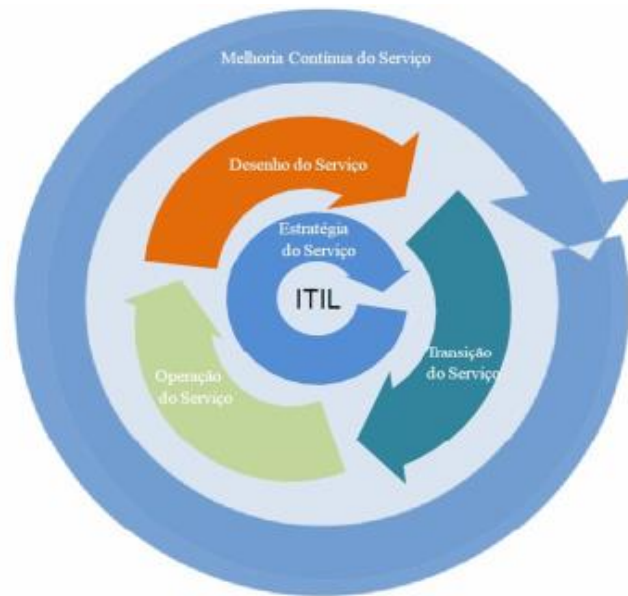 Melhoria Contínua do Serviço
Desenho do Serviço
Estratégia
do Serviço
ITIL
Transição
do Serviço
Operação
do Serviço